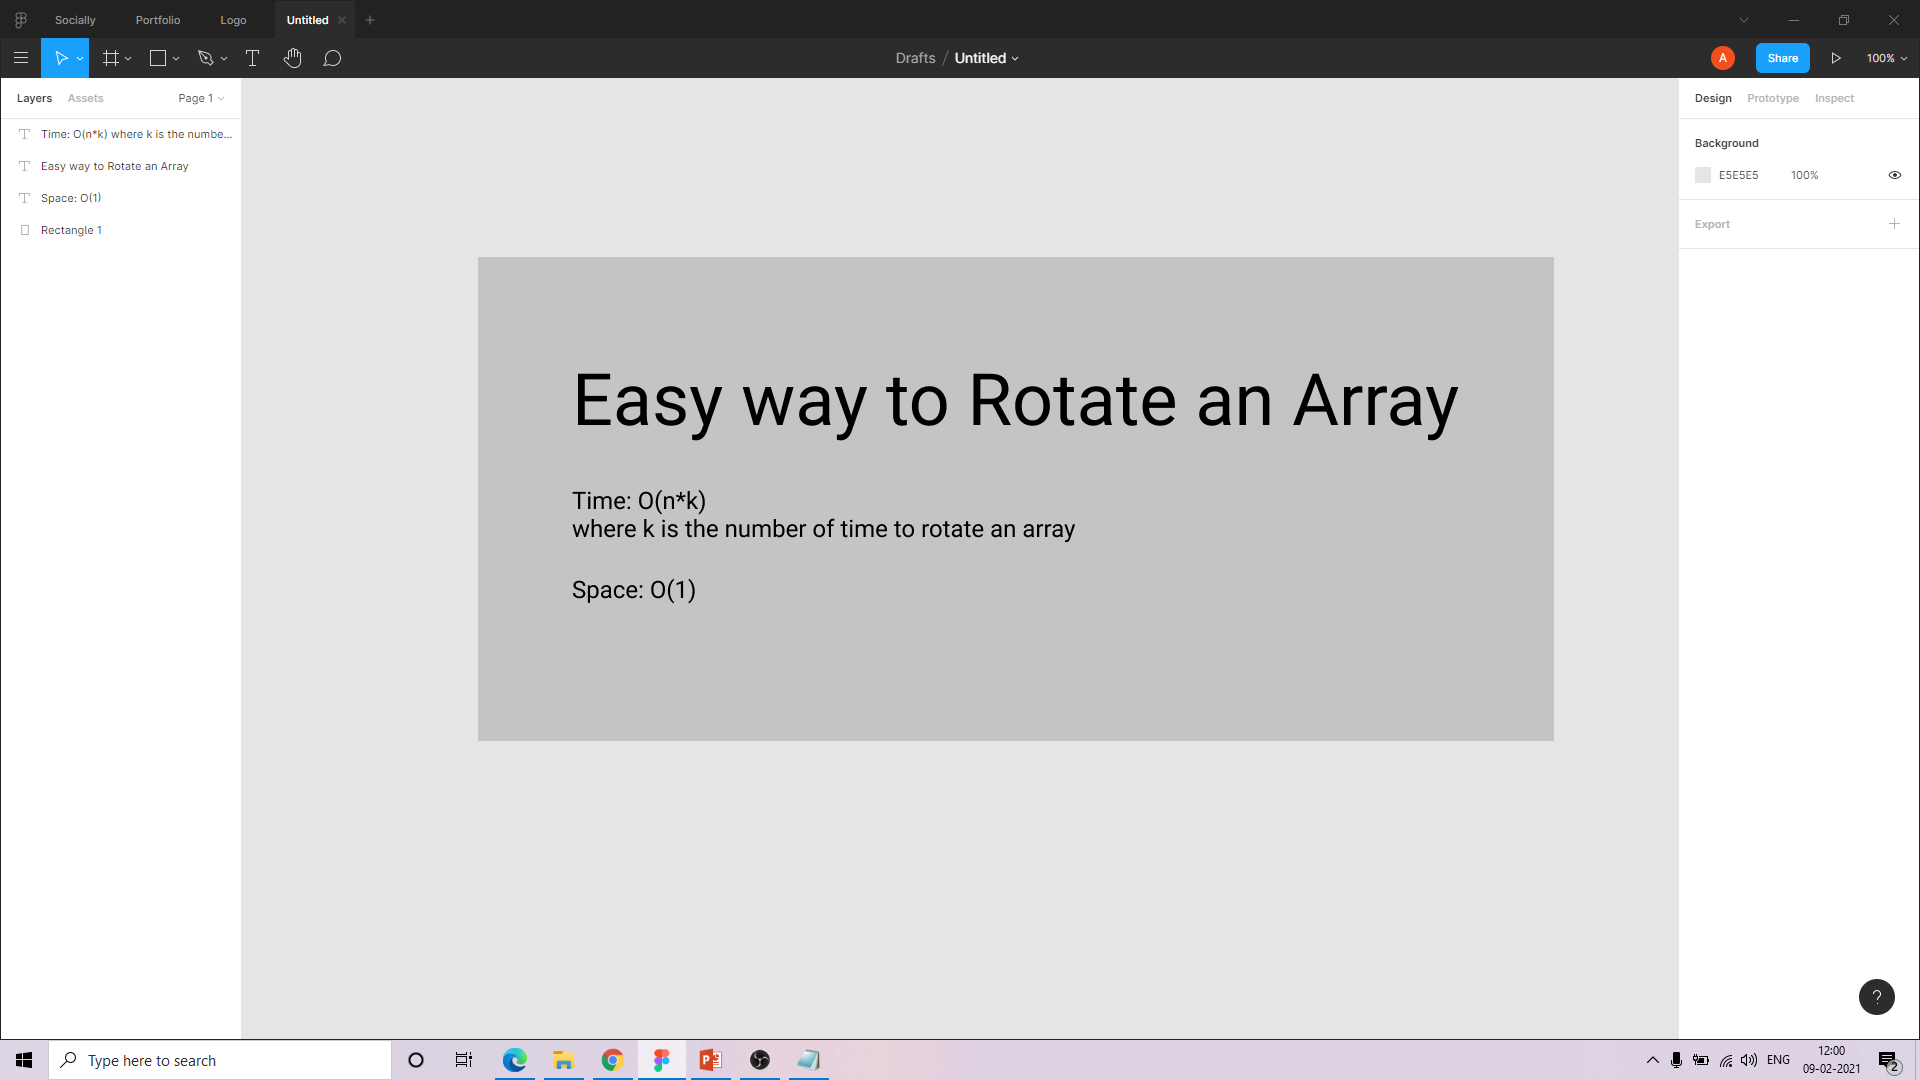 Socially
Portfolio
Logo
Untitled
Drafts / Untitled
A
Share
100%
Layers
Assets
Page 1
Time: O(n*k) where k is the numbe...
Easy way to Rotate an Array
Space: O(1)
Rectangle 1
Easy way to Rotate an Array
Time: O(n*k)
where k is the number of time to rotate an array
Space: O(1)
Design
Prototype
Inspect
Background
E5E5E5
100%
Export
?
Type here to search
ENG
12:00
09-02-2021
2